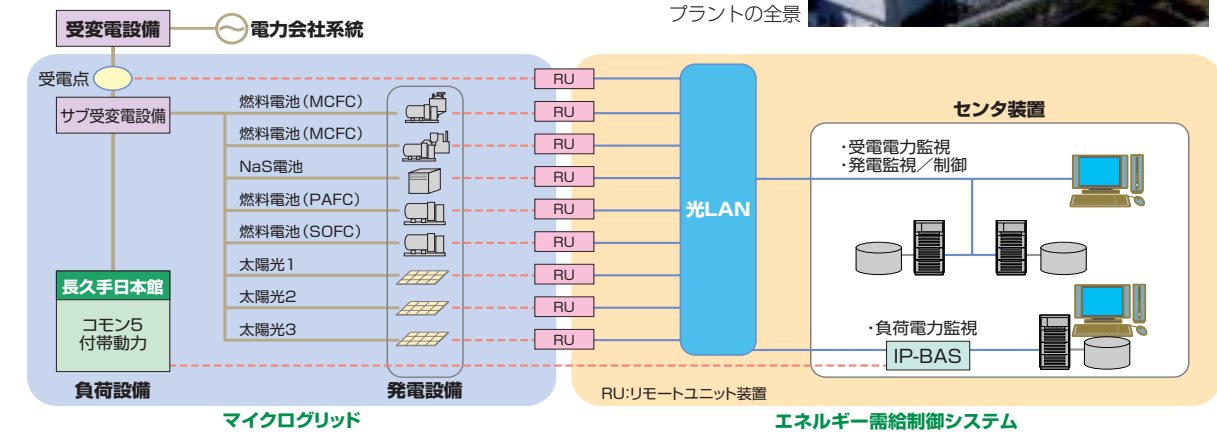 プラントの全景
受変電設備
電力会社系統
受電点
サブ受変電設備
燃料電池(MCFC)
燃料電池(MCFC)
NaS電池
燃料電池(PAFC)
燃料電池(SOFC)
太陽光1
太陽光2
太陽光3
長久手日本館
コモン5
付帯動力
負荷設備
発電設備
マイクログリッド
RU
RU
RU
RU
RU
RU
RU
RU
RU
光LAN
センタ装置
・受電電力監視
・発電監視/制御
・負荷電力監視
IP-BAS
RU:リモートユニット装置
エネルギー需給制御システム